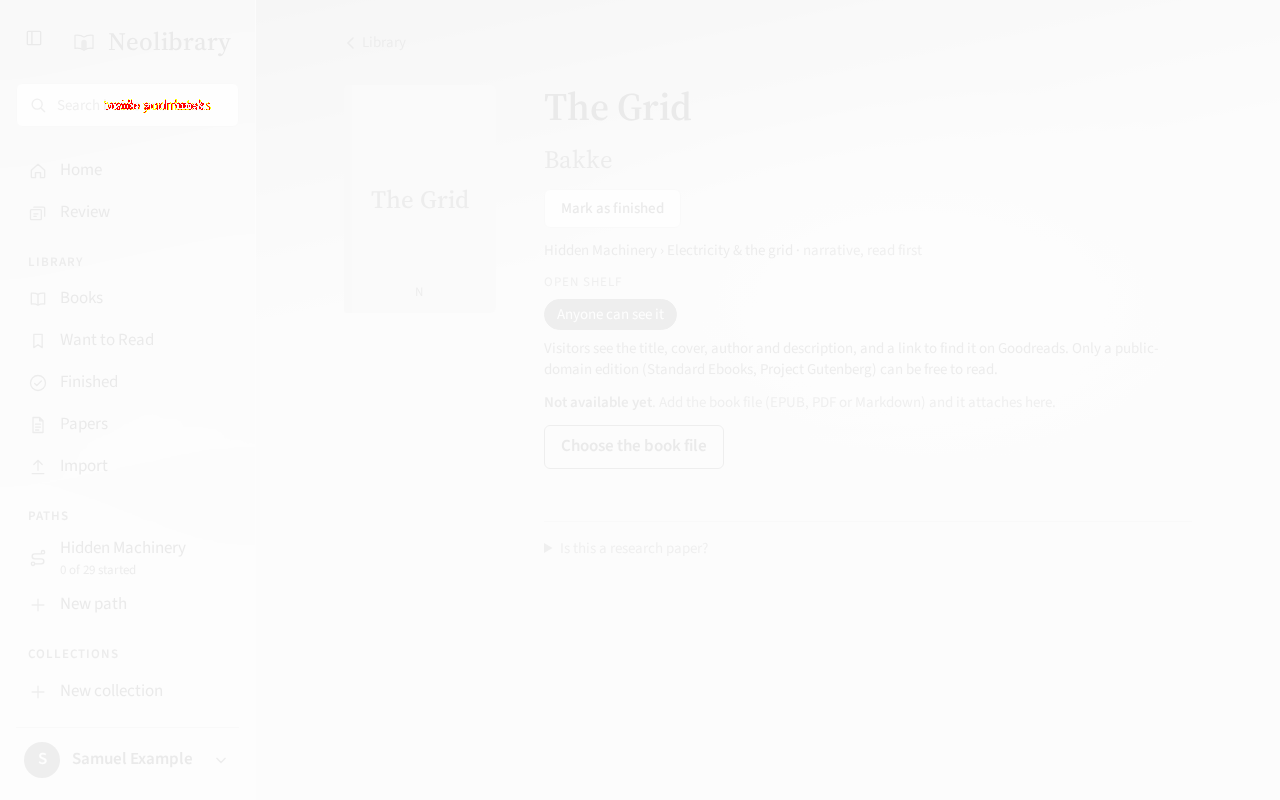 Neolibrary
Search
Home
Review
LIBRARY
Books
Want to Read
Finished
Papers
Import
PATHS
Hidden Machinery
0 of 29 started
New path
COLLECTIONS
New collection
S
Samuel Example
Library
The Grid
N
The Grid
Bakke
Mark as finished
Hidden Machinery › Electricity & the grid · narrative, read first
OPEN SHELF
Anyone can see it
Visitors see the title, cover, author and description, and a link to find it on Goodreads. Only a public-
domain edition (Standard Ebooks, Project Gutenberg) can be free to read.
Not available yet. Add the book file (EPUB, PDF or Markdown) and it attaches here.
Choose the book file
Is this a research paper?